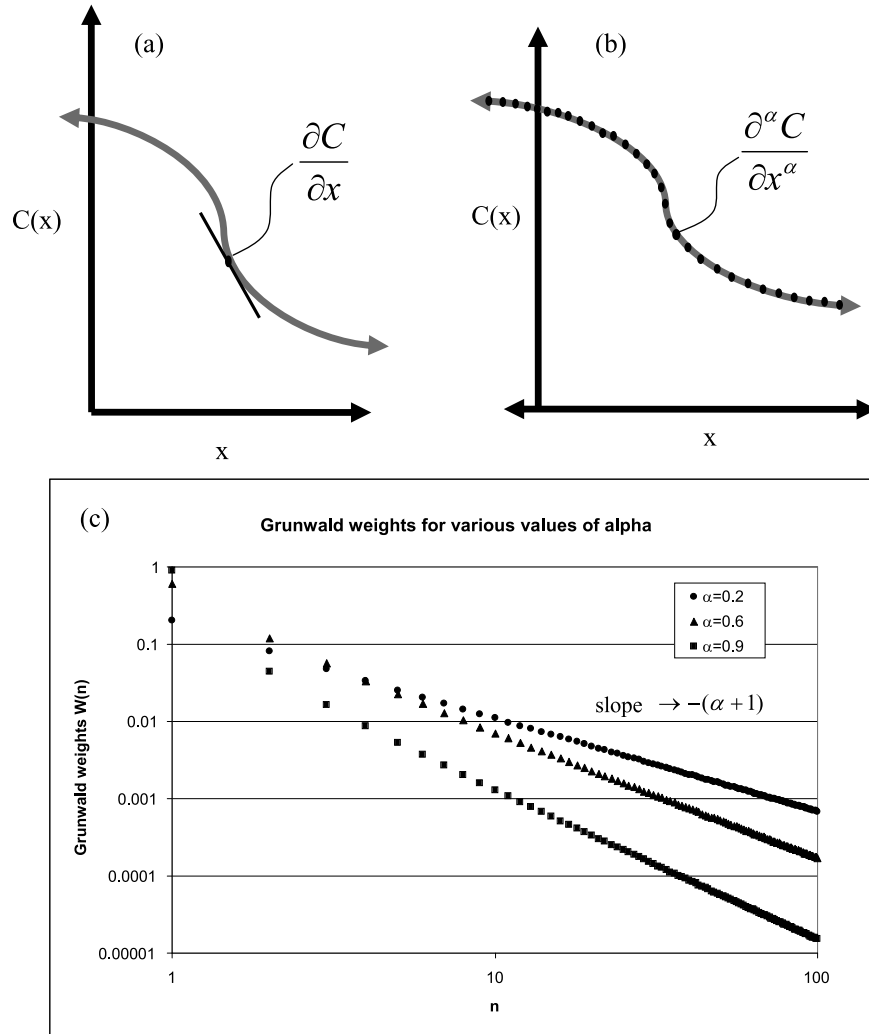 (a)
∂C
∂x
C(x)
x
(b)
∂^α C
∂x^α
C(x)
x
(c)
Grunwald weights for various values of alpha
Grunwald weights W(n)
1
0.1
0.01
0.001
0.0001
0.00001
α=0.2
α=0.6
α=0.9
slope → -(α + 1)
1
10
100
n